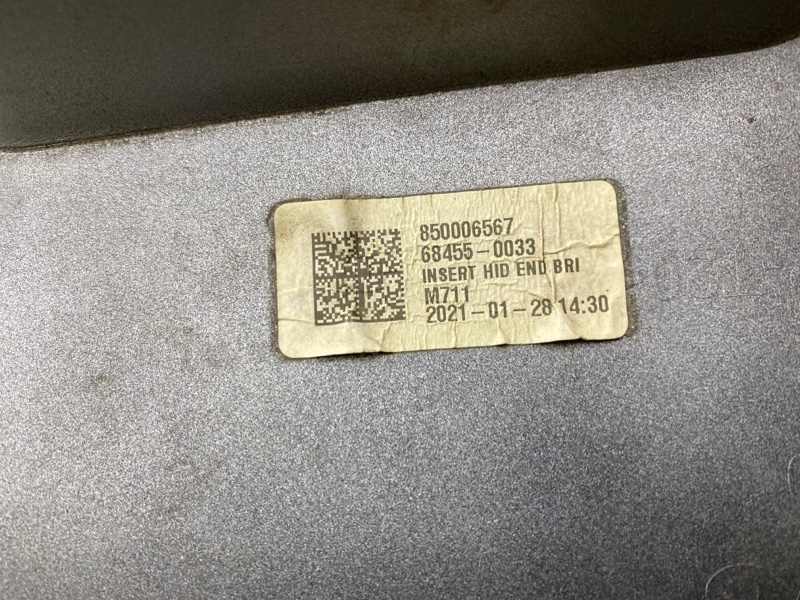 850006567
68455-0033
INSERT HID END BRI
M711
2021-01-28 14:30